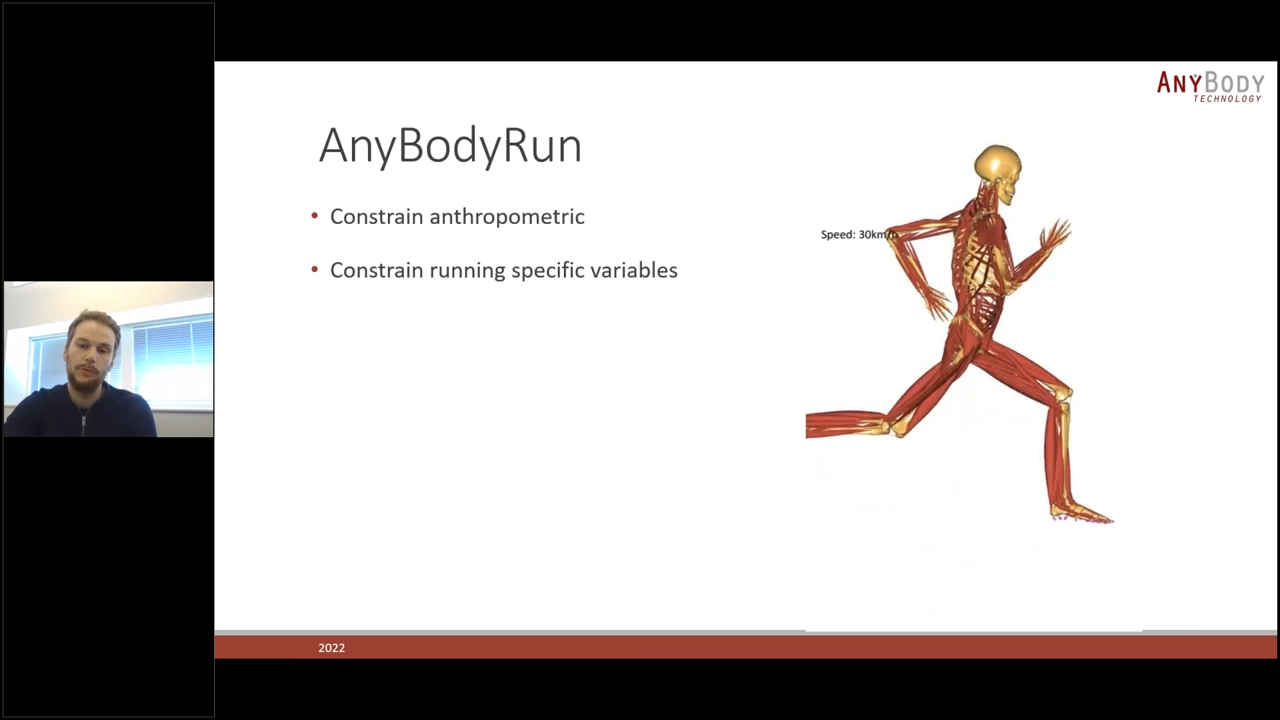 ANYBODY
TECHNOLOGY
AnyBodyRun
• Constrain anthropometric
• Constrain running specific variables
Speed: 30km/h
2022